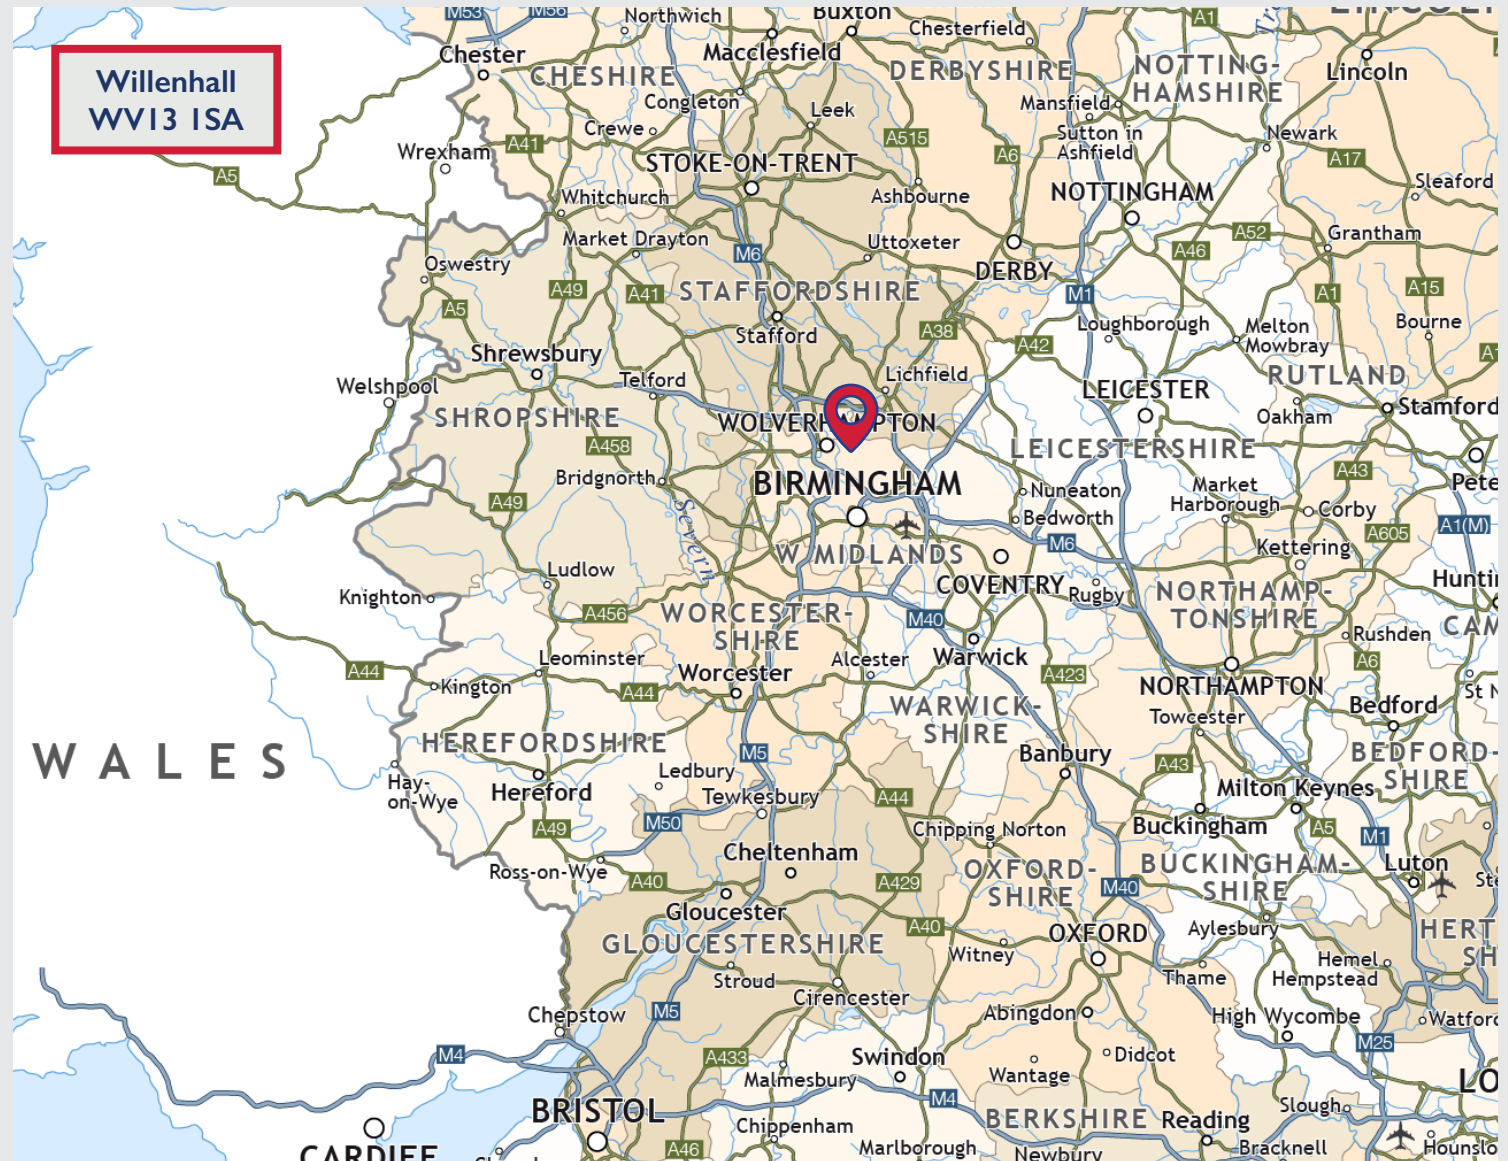 M53
M56
Northwich
Buxton
Chesterfield
A1
Chester
Macclesfield
Lincoln
Willenhall
WV13 1SA
CHESHIRE
DERBYSHIRE
NOTTING-
HAMSHIRE
Congleton
Leek
Mansfield
Crewe
A41
A515
Sutton in
Ashfield
Newark
Wrexham
STOKE-ON-TRENT
A6
A17
A5
Whitchurch
Ashbourne
NOTTINGHAM
Sleaford
Market Drayton
M6
Uttoxeter
A52
Grantham
Oswestry
DERBY
A46
A49
A41
STAFFORDSHIRE
M1
A1
A15
A5
Stafford
A38
Loughborough
Melton
Mowbray
Bourne
Shrewsbury
A42
Welshpool
Telford
Lichfield
LEICESTER
RUTLAND
SHROPSHIRE
WOLVERHAMPTON
Oakham
Stamford
A458
LEICESTERSHIRE
Bridgnorth
BIRMINGHAM
Nuneaton
Market
Harborough
A43
A49
Severn
Bedworth
Corby
A605
A1(M)
W MIDLANDS
M6
Kettering
Ludlow
COVENTRY
Rugby
NORTHAMP-
TONSHIRE
Knighton
A456
WORCESTER-
SHIRE
M40
Rushden
Leominster
Alcester
Warwick
A6
A44
Kington
A44
Worcester
A423
NORTHAMPTON
WARWICK-
SHIRE
Towcester
Bedford
WALES
HEREFORDSHIRE
M5
Banbury
A43
BEDFORD-
SHIRE
Hay-
on-Wye
Hereford
Ledbury
Tewkesbury
A44
Milton Keynes
A49
M50
Chipping Norton
Buckingham
A5
M1
Cheltenham
Ross-on-Wye
A40
A429
OXFORD-
SHIRE
M40
BUCKINGHAM-
SHIRE
Luton
Gloucester
A40
OXFORD
Aylesbury
GLOUCESTERSHIRE
Witney
Hemel
Hempstead
Stroud
Cirencester
Thame
Chepstow
M5
Abingdon
High Wycombe
M4
A433
Swindon
Didcot
M25
Malmesbury
Wantage
BRISTOL
M4
BERKSHIRE
Reading
Slough
CARDIFF
A46
Chippenham
Marlborough
Newbury
Bracknell